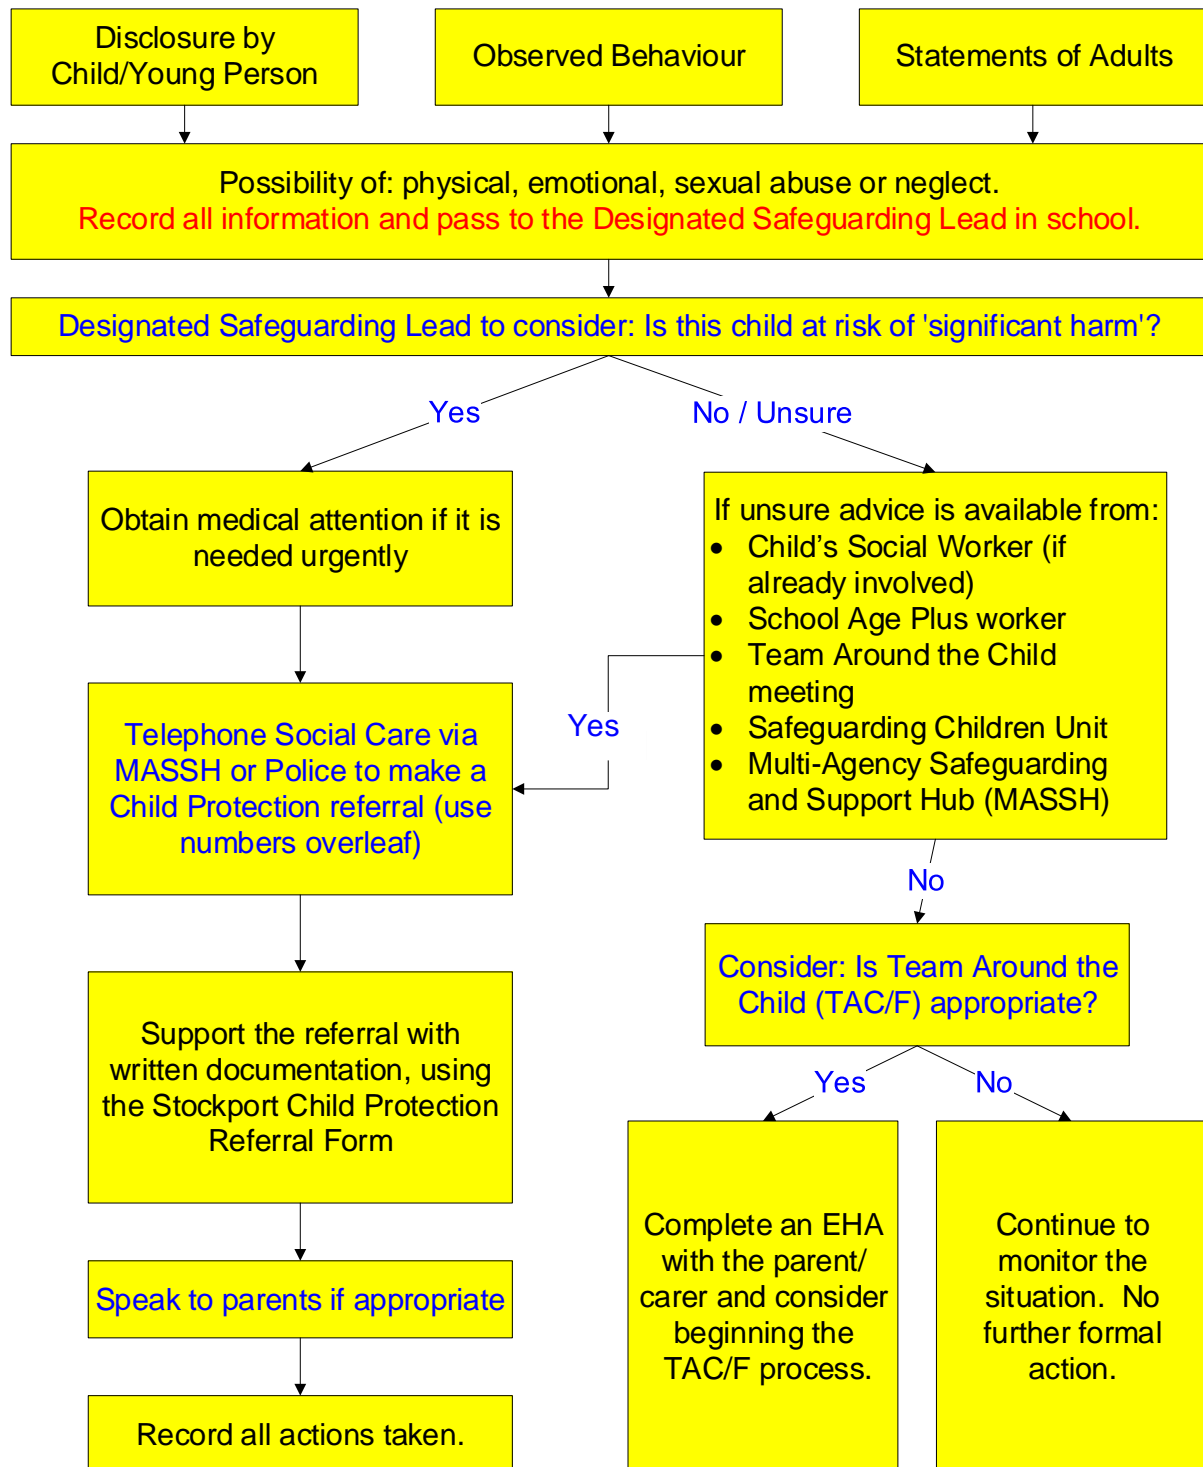 Disclosure by
Child/Young Person
Observed Behaviour
Statements of Adults
Possibility of: physical, emotional, sexual abuse or neglect.
Record all information and pass to the Designated Safeguarding Lead in school.
Designated Safeguarding Lead to consider: Is this child at risk of 'significant harm'?
Yes
No / Unsure
Obtain medical attention if it is
needed urgently
If unsure advice is available from:
• Child's Social Worker (if
already involved)
• School Age Plus worker
• Team Around the Child
meeting
• Safeguarding Children Unit
• Multi-Agency Safeguarding
and Support Hub (MASSH)
Yes
Telephone Social Care via
MASSH or Police to make a
Child Protection referral (use
numbers overleaf)
No
Consider: Is Team Around the
Child (TAC/F) appropriate?
Support the referral with
written documentation, using
the Stockport Child Protection
Referral Form
Yes
No
Complete an EHA
with the parent/
carer and consider
beginning the
TAC/F process.
Continue to
monitor the
situation.  No
further formal
action.
Speak to parents if appropriate
Record all actions taken.